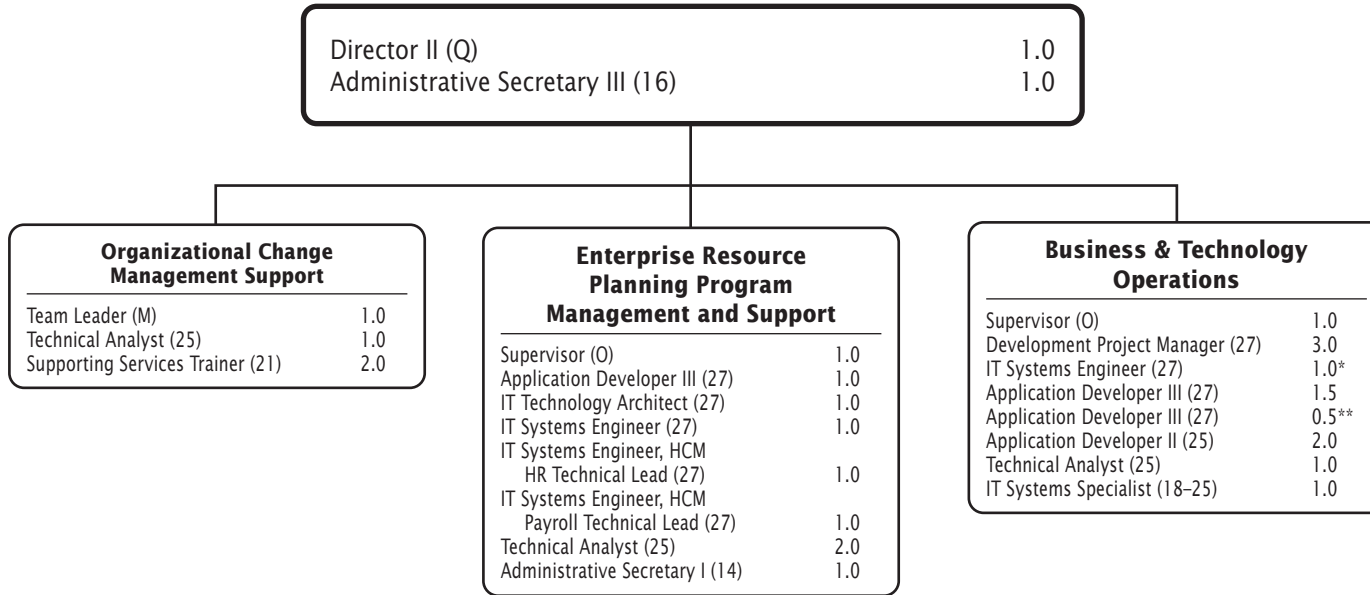 Director II (Q) 1.0
Administrative Secretary III (16) 1.0
Organizational Change
Management Support
Team Leader (M) 1.0
Technical Analyst (25) 1.0
Supporting Services Trainer (21) 2.0
Enterprise Resource
Planning Program
Management and Support
Supervisor (O) 1.0
Application Developer III (27) 1.0
IT Technology Architect (27) 1.0
IT Systems Engineer (27) 1.0
IT Systems Engineer, HCM
HR Technical Lead (27) 1.0
IT Systems Engineer, HCM
Payroll Technical Lead (27) 1.0
Technical Analyst (25) 2.0
Administrative Secretary I (14) 1.0
Business & Technology
Operations
Supervisor (O) 1.0
Development Project Manager (27) 3.0
IT Systems Engineer (27) 1.0*
Application Developer III (27) 1.5
Application Developer III (27) 0.5**
Application Developer II (25) 2.0
Technical Analyst (25) 1.0
IT Systems Specialist (18–25) 1.0